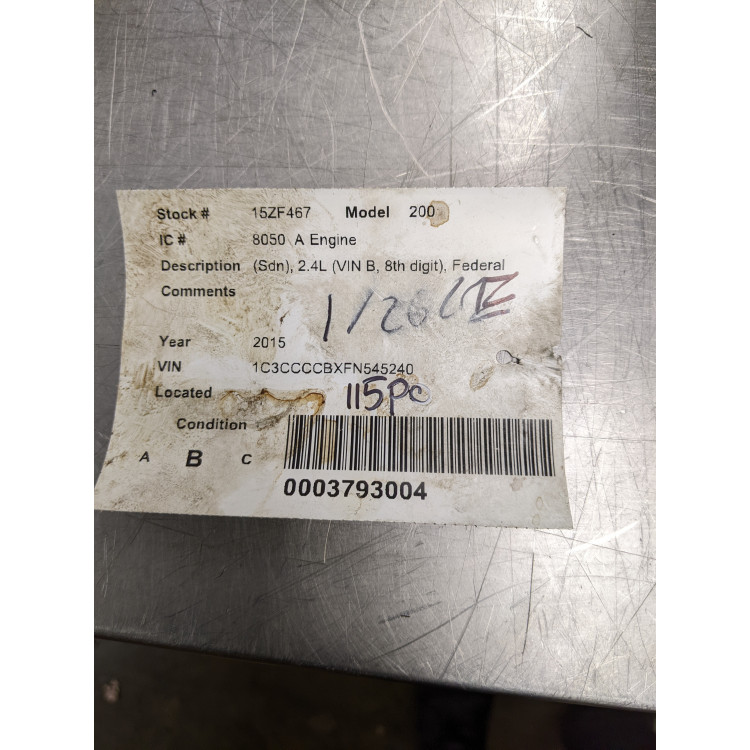 Stock # 15ZF467 Model 200
IC # 8050 A Engine
Description (Sdn), 2.4L (VIN B, 8th digit), Federal
Comments
Year 2015
VIN 1C3CCCCBXFN545240
Located 115PC
Condition
A B C
0003793004